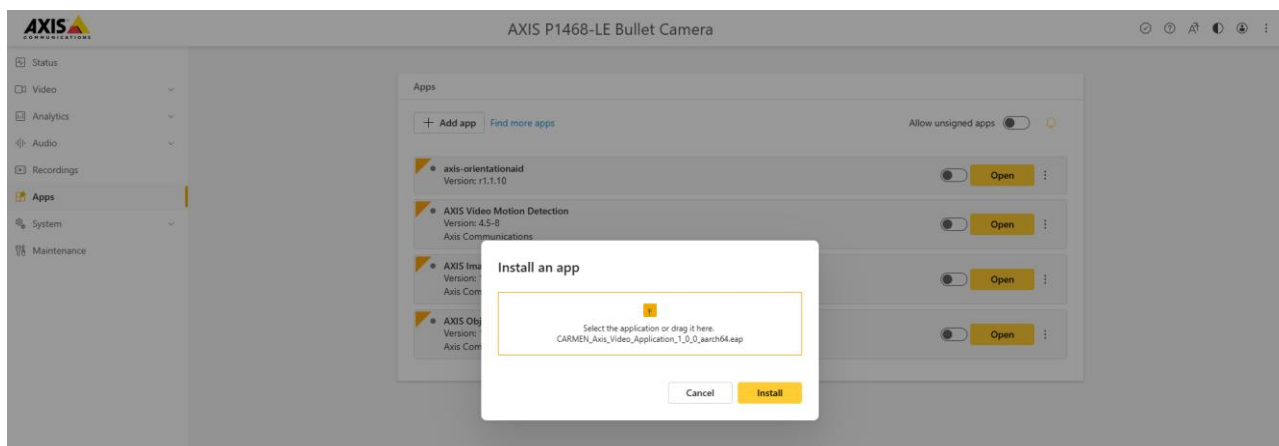 AXIS
COMMUNICATIONS
AXIS P1468-LE Bullet Camera
Status
Video
Analytics
Audio
Recordings
Apps
System
Maintenance
Apps
Add app
Find more apps
Allow unsigned apps
axis-orientationaid
Version: r1.1.10
Open
AXIS Video Motion Detection
Version: 4.5-8
Axis Communications
Open
AXIS Ima
Version:
Axis Com
Open
AXIS Obj
Version:
Axis Com
Open
Install an app
Select the application or drag it here.
CARMEN_Axis_Video_Application_1_0_0_aarch64.eap
Cancel
Install